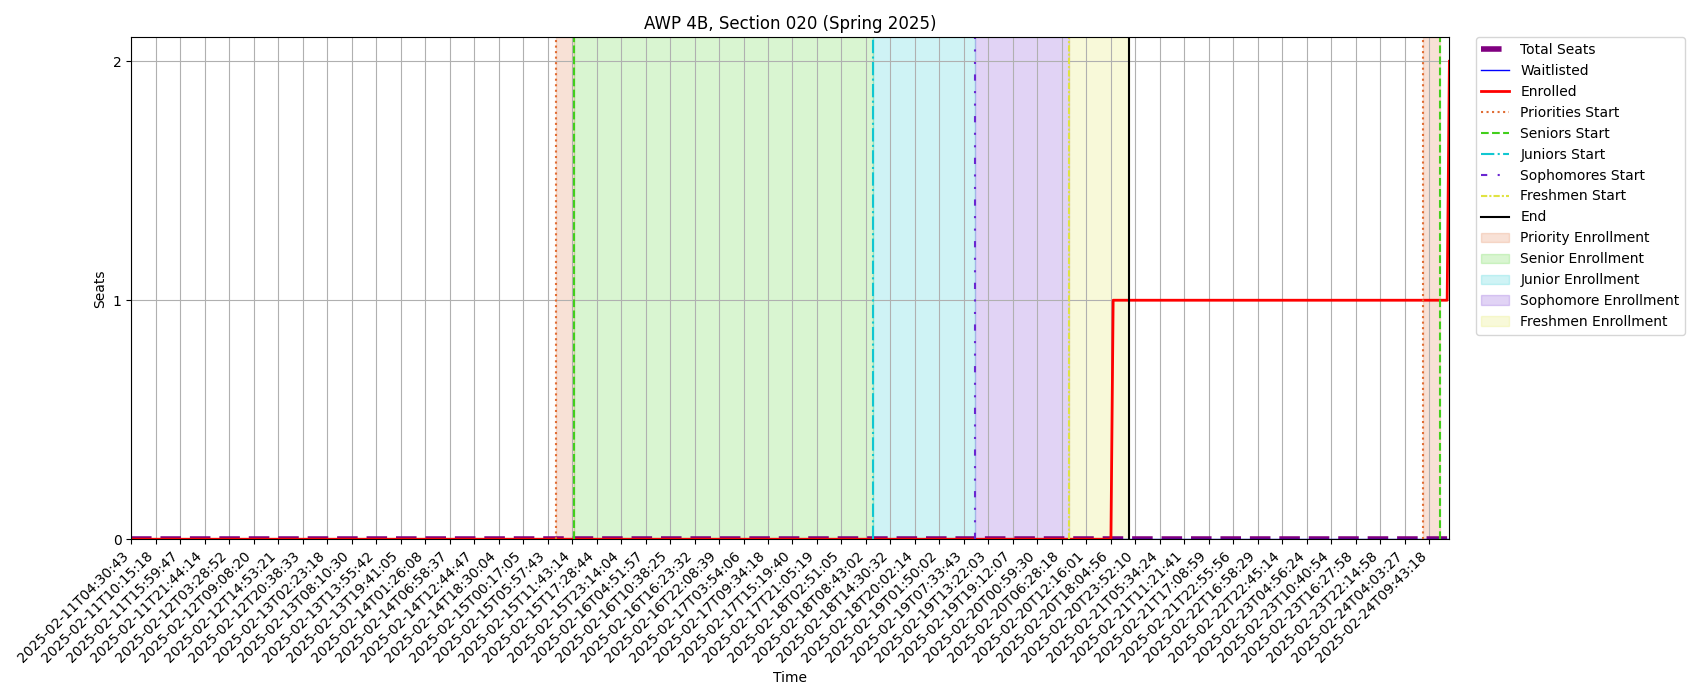 AWP 4B, Section 020 (Spring 2025)
Seats
2
1
0
2025-02-11T04:30:43
2025-02-11T10:15:18
2025-02-11T15:59:47
2025-02-11T21:44:14
2025-02-12T03:28:52
2025-02-12T09:08:20
2025-02-12T14:53:21
2025-02-12T20:38:33
2025-02-13T02:23:18
2025-02-13T08:10:30
2025-02-13T13:55:42
2025-02-13T19:41:05
2025-02-14T01:26:08
2025-02-14T06:58:37
2025-02-14T12:44:47
2025-02-14T18:30:04
2025-02-15T00:17:05
2025-02-15T05:57:43
2025-02-15T11:43:14
2025-02-15T17:28:44
2025-02-15T23:14:04
2025-02-16T04:51:57
2025-02-16T10:38:25
2025-02-16T16:23:32
2025-02-16T22:08:39
2025-02-17T03:54:06
2025-02-17T09:34:18
2025-02-17T15:19:40
2025-02-17T21:05:19
2025-02-18T02:51:05
2025-02-18T08:43:02
2025-02-18T14:30:32
2025-02-18T20:02:14
2025-02-19T01:50:02
2025-02-19T07:33:43
2025-02-19T13:22:03
2025-02-19T19:12:07
2025-02-20T00:59:30
2025-02-20T06:28:18
2025-02-20T12:16:01
2025-02-20T18:04:56
2025-02-20T23:52:10
2025-02-21T05:34:24
2025-02-21T11:21:41
2025-02-21T17:08:59
2025-02-21T22:55:56
2025-02-22T16:58:29
2025-02-22T22:45:14
2025-02-23T04:56:24
2025-02-23T10:40:54
2025-02-23T16:27:58
2025-02-23T22:14:58
2025-02-24T04:03:27
2025-02-24T09:43:18
Time
Total Seats
Waitlisted
Enrolled
Priorities Start
Seniors Start
Juniors Start
Sophomores Start
Freshmen Start
End
Priority Enrollment
Senior Enrollment
Junior Enrollment
Sophomore Enrollment
Freshmen Enrollment